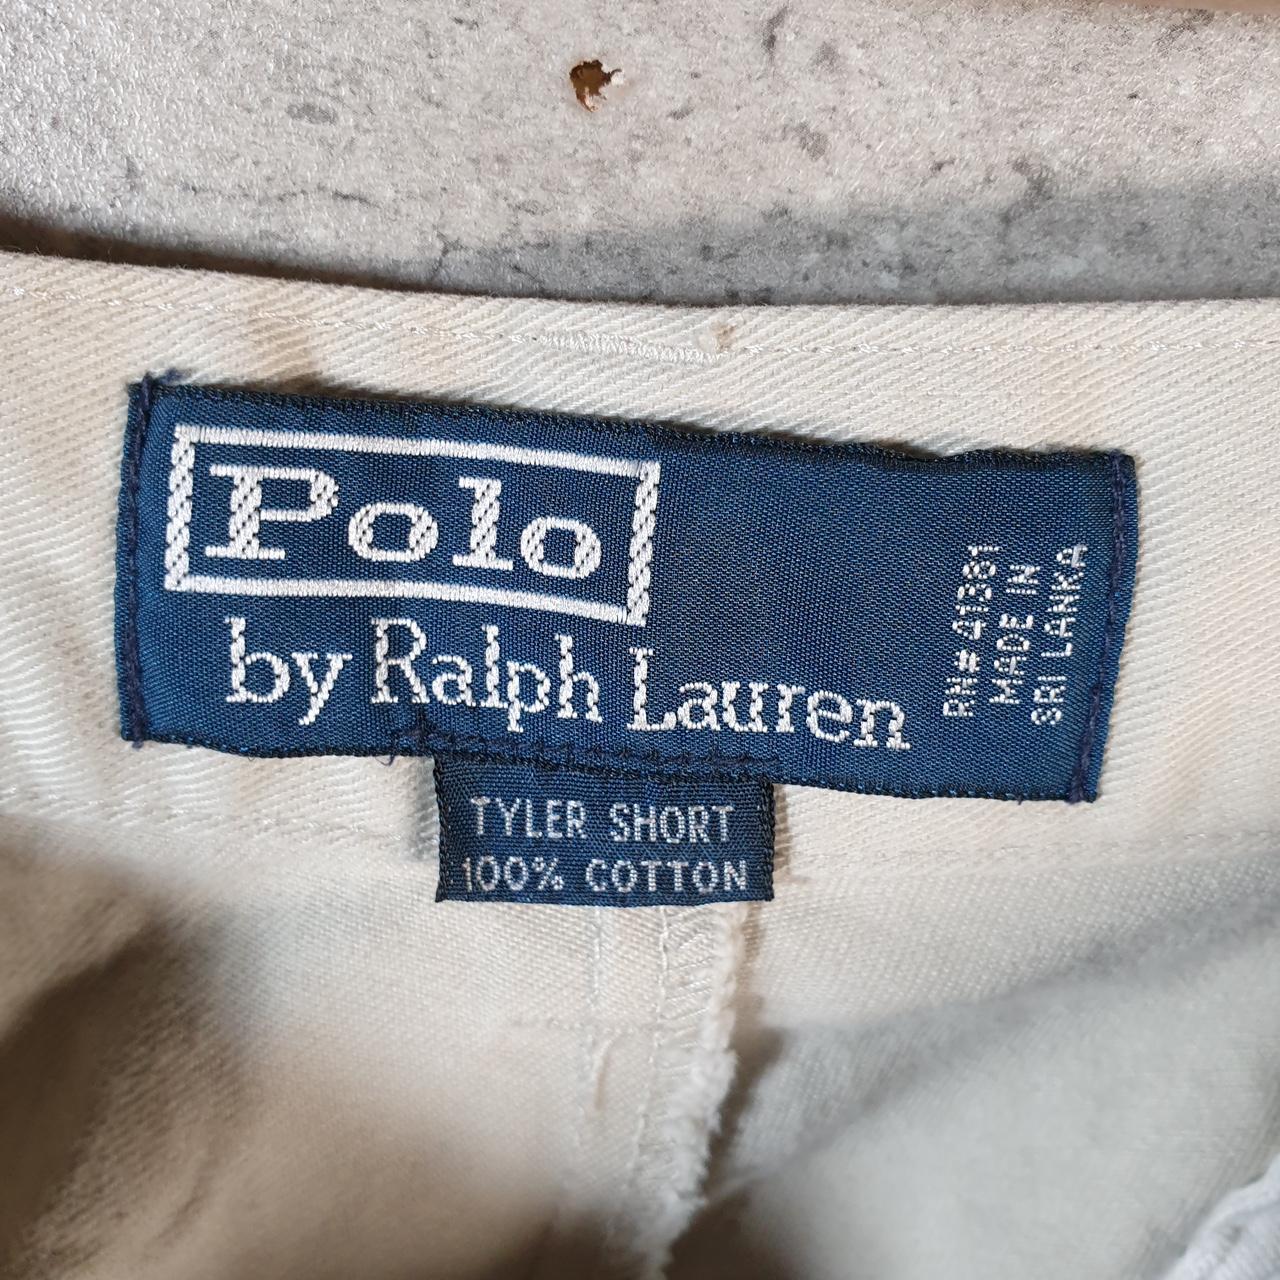 Polo
by Ralph Lauren
RN# 41381
MADE IN
SRI LANKA
TYLER SHORT
100% COTTON